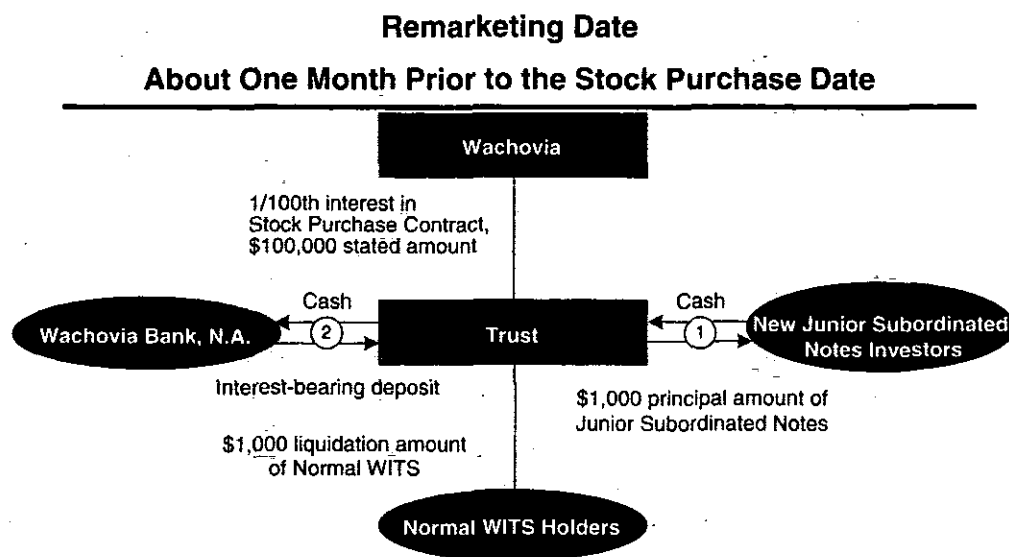 Remarketing Date
About One Month Prior to the Stock Purchase Date
Wachovia
1/100th interest in
Stock Purchase Contract,
$100,000 stated amount
Cash
Cash
Wachovia Bank, N.A.
2
Trust
1
New Junior Subordinated
Notes Investors
Interest-bearing deposit
$1,000 principal amount of
Junior Subordinated Notes
$1,000 liquidation amount
of Normal WITS
Normal WITS Holders